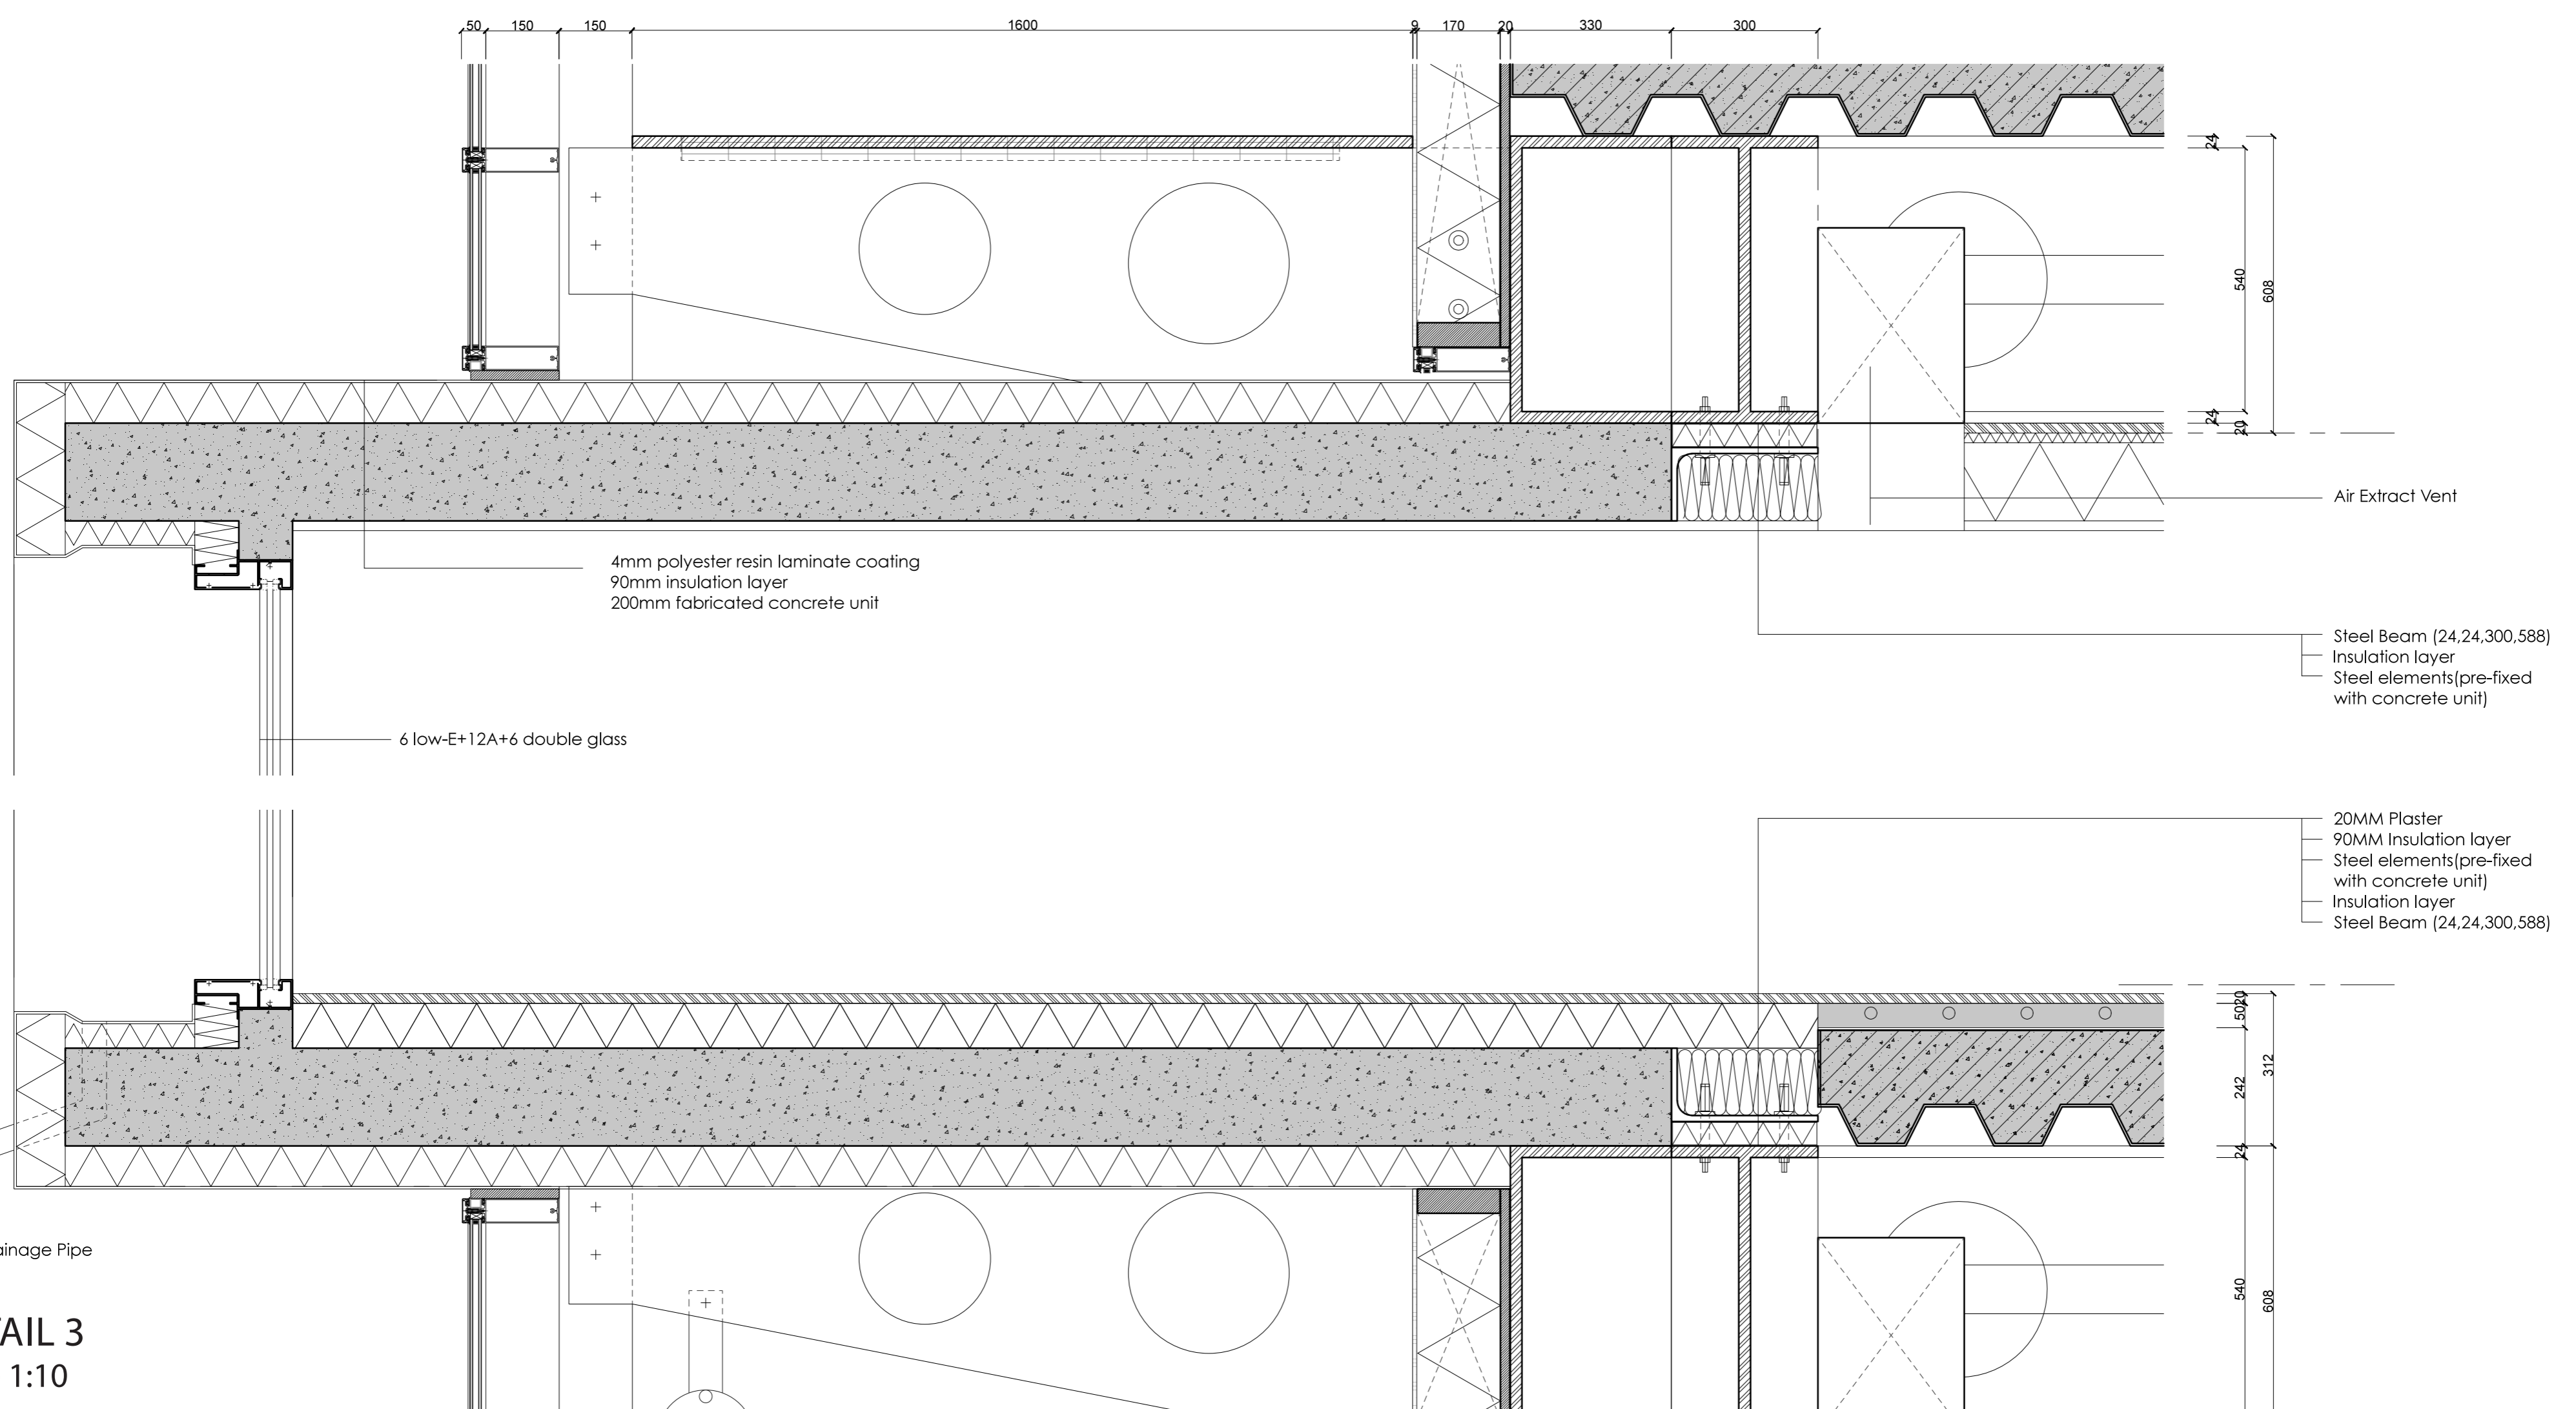 50 150 150 1600 9 170 20 330 300
24
540
608
24
20
Air Extract Vent
4mm polyester resin laminate coating
90mm insulation layer
200mm fabricated concrete unit
Steel Beam (24,24,300,588)
Insulation layer
Steel elements(pre-fixed
with concrete unit)
6 low-E+12A+6 double glass
20MM Plaster
90MM Insulation layer
Steel elements(pre-fixed
with concrete unit)
Insulation layer
Steel Beam (24,24,300,588)
20
50
312
242
24
ainage Pipe
540
608
AIL 3
1:10